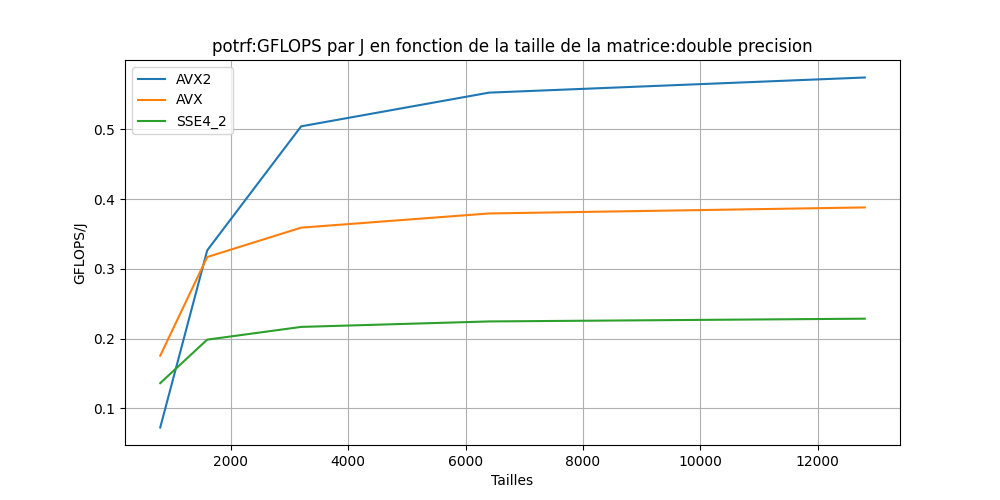 potrf:GFLOPS par J en fonction de la taille de la matrice:double precision
AVX2
AVX
SSE4_2
GFLOPS/J
0.5
0.4
0.3
0.2
0.1
2000 4000 6000 8000 10000 12000
Tailles